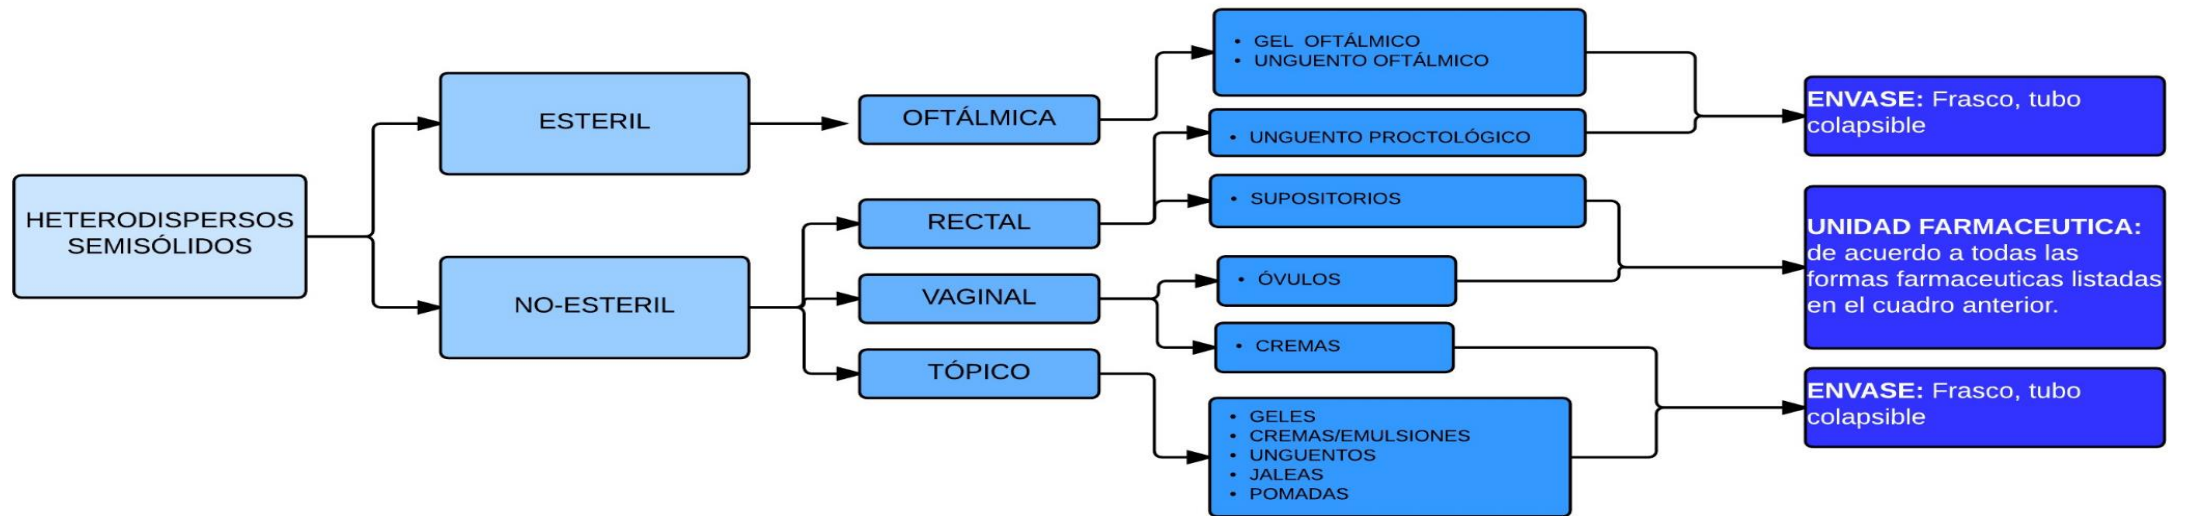 HETERODISPERSOS
SEMISÓLIDOS
ESTERIL
NO-ESTERIL
OFTÁLMICA
RECTAL
VAGINAL
TÓPICO
• GEL OFTÁLMICO
• UNGUENTO OFTÁLMICO
• UNGUENTO PROCTOLÓGICO
• SUPOSITORIOS
• ÓVULOS
• CREMAS
• GELES
• CREMAS/EMULSIONES
• UNGUENTOS
• JALEAS
• POMADAS
ENVASE: Frasco, tubo
colapsible
UNIDAD FARMACEUTICA:
de acuerdo a todas las
formas farmaceuticas listadas
en el cuadro anterior.
ENVASE: Frasco, tubo
colapsible